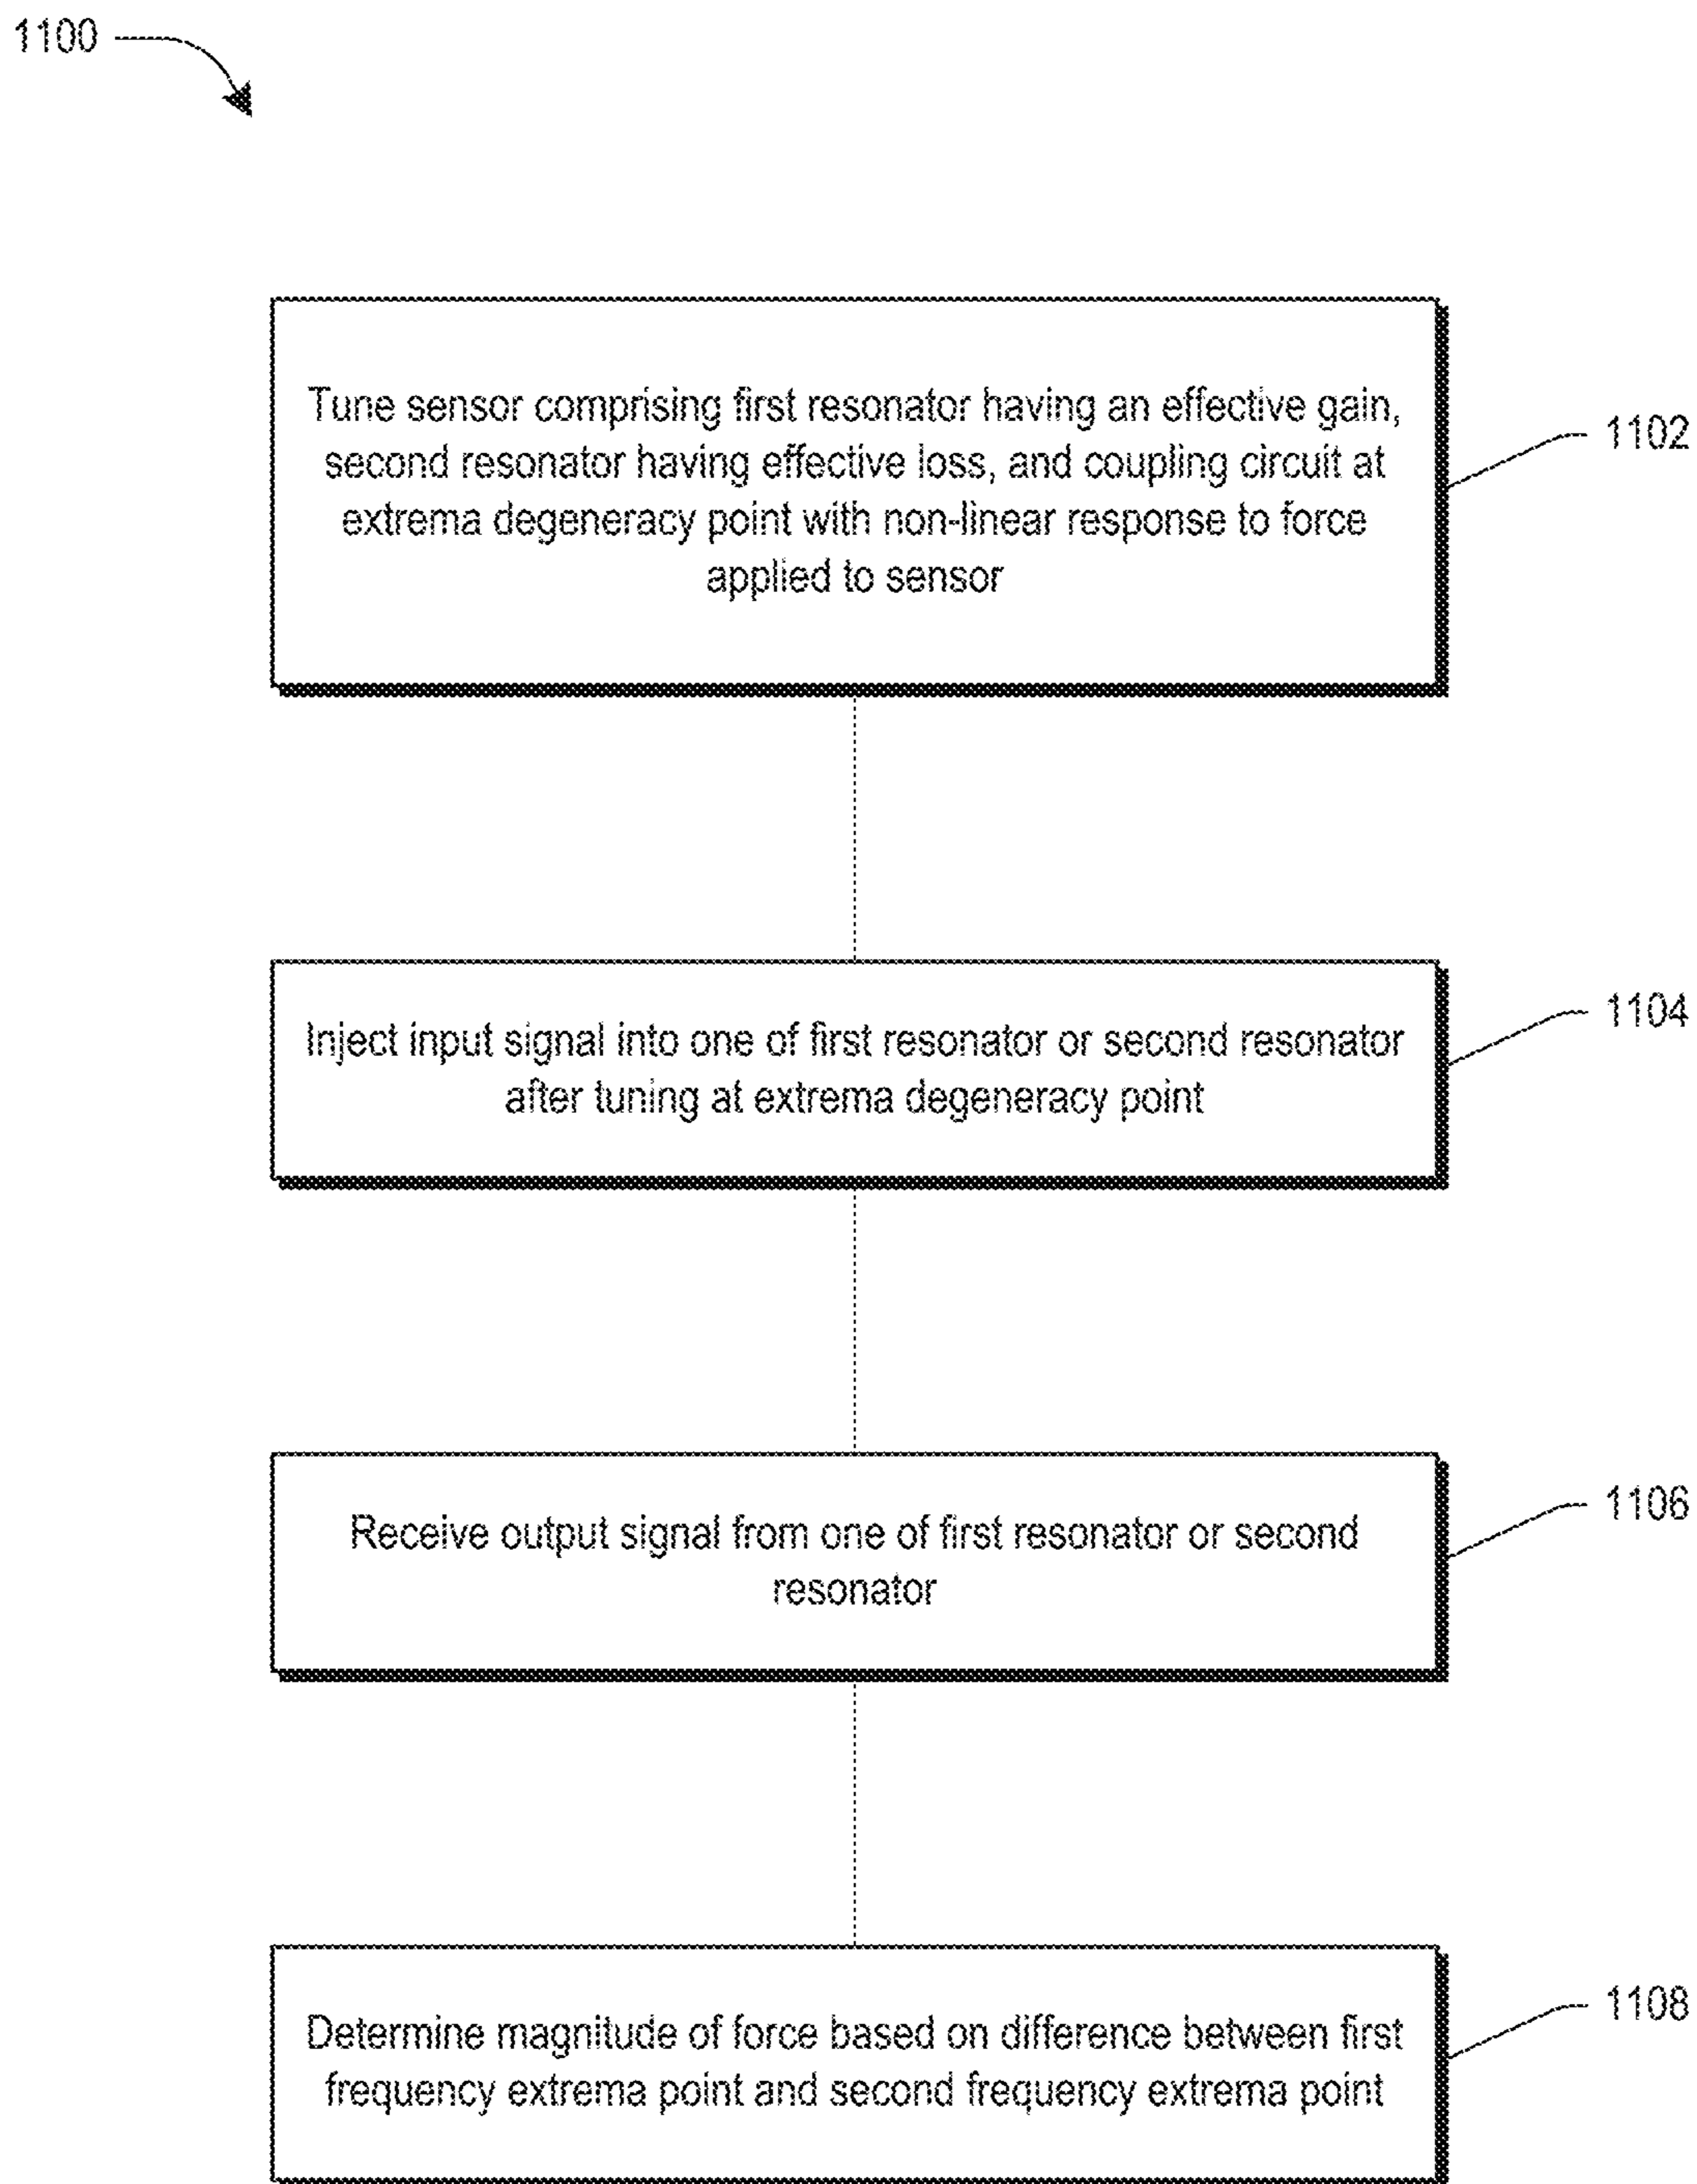 1100
Tune sensor comprising first resonator having an effective gain,
second resonator having effective loss, and coupling circuit at
extrema degeneracy point with non-linear response to force
applied to sensor
1102
Inject input signal into one of first resonator or second resonator
after tuning at extrema degeneracy point
1104
Receive output signal from one of first resonator or second
resonator
1106
Determine magnitude of force based on difference between first
frequency extrema point and second frequency extrema point
1108